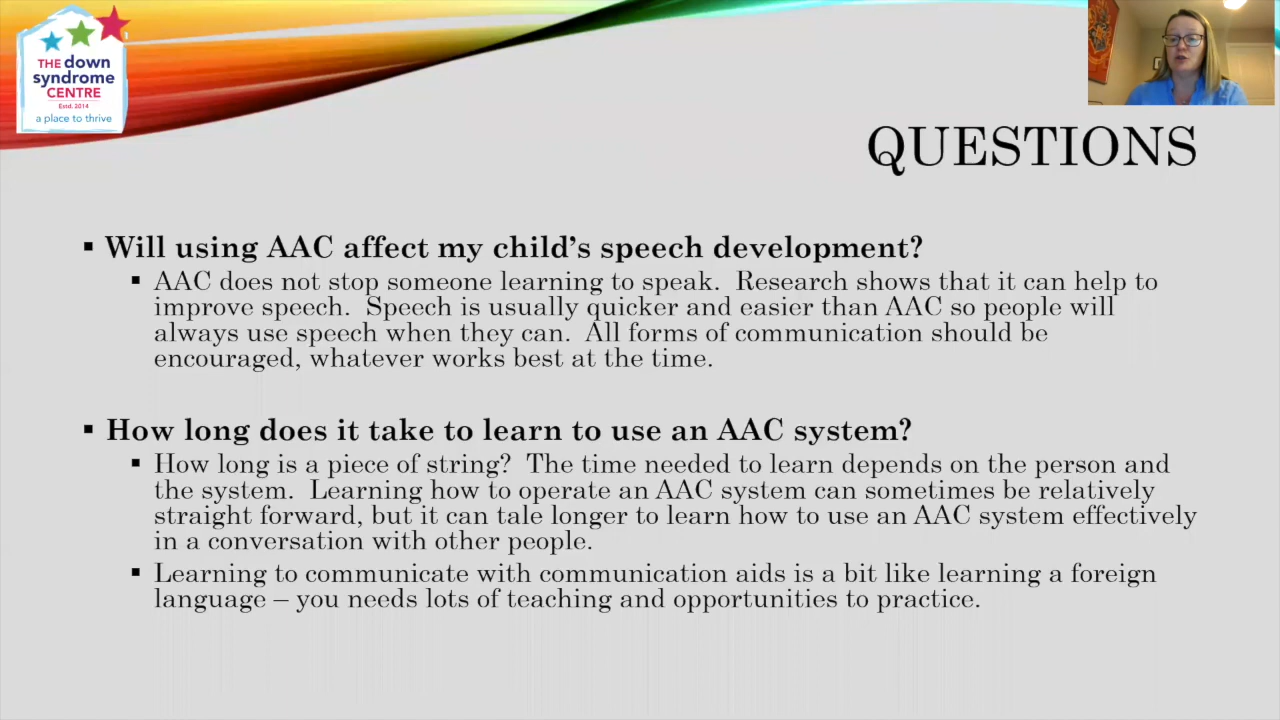 THE down
syndrome
CENTRE
Estd. 2014
a place to thrive
QUESTIONS
▪ Will using AAC affect my child’s speech development?
▪ AAC does not stop someone learning to speak. Research shows that it can help to
improve speech. Speech is usually quicker and easier than AAC so people will
always use speech when they can. All forms of communication should be
encouraged, whatever works best at the time.
▪ How long does it take to learn to use an AAC system?
▪ How long is a piece of string? The time needed to learn depends on the person and
the system. Learning how to operate an AAC system can sometimes be relatively
straight forward, but it can tale longer to learn how to use an AAC system effectively
in a conversation with other people.
▪ Learning to communicate with communication aids is a bit like learning a foreign
language – you needs lots of teaching and opportunities to practice.